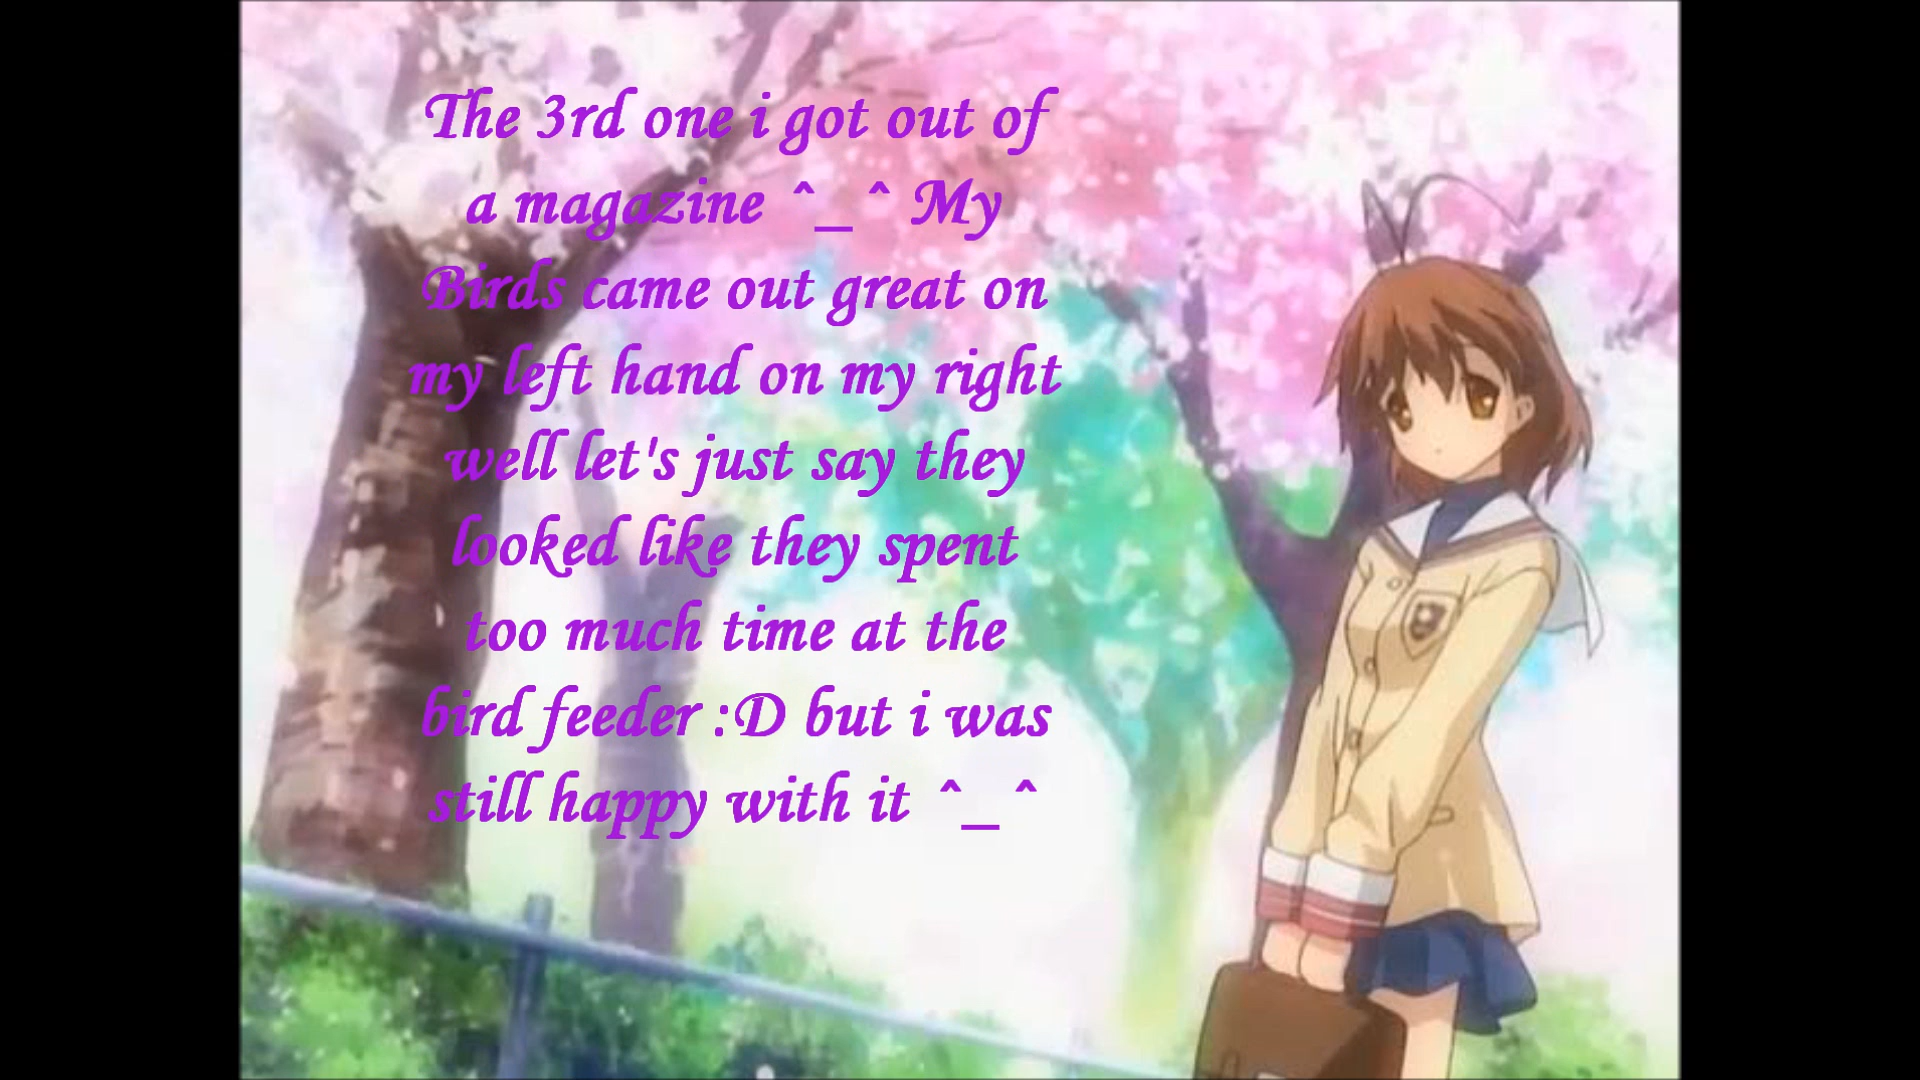 The 3rd one i got out of
a magazine ^_^ My
Birds came out great on
my left hand on my right
well let's just say they
looked like they spent
too much time at the
bird feeder :D but i was
still happy with it ^_^